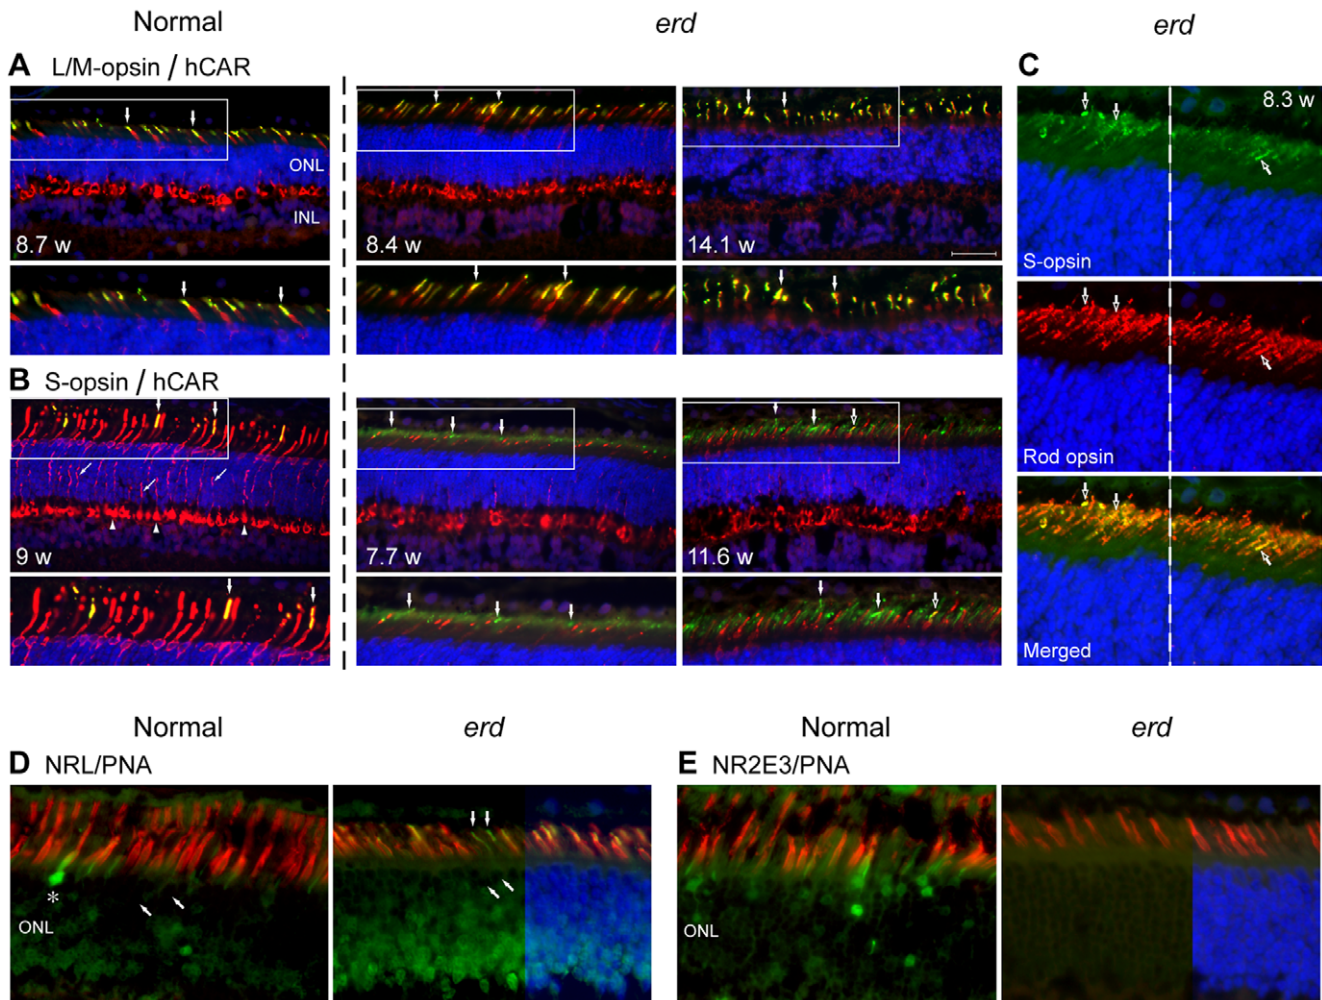 Normal
erd
erd
A L/M-opsin / hCAR
C
8.3 w
ONL
INL
8.7 w
8.4 w
14.1 w
S-opsin
B S-opsin / hCAR
Rod opsin
9 w
7.7 w
11.6 w
Merged
Normal
erd
Normal
erd
D NRL/PNA
E NR2E3/PNA
*
ONL
ONL